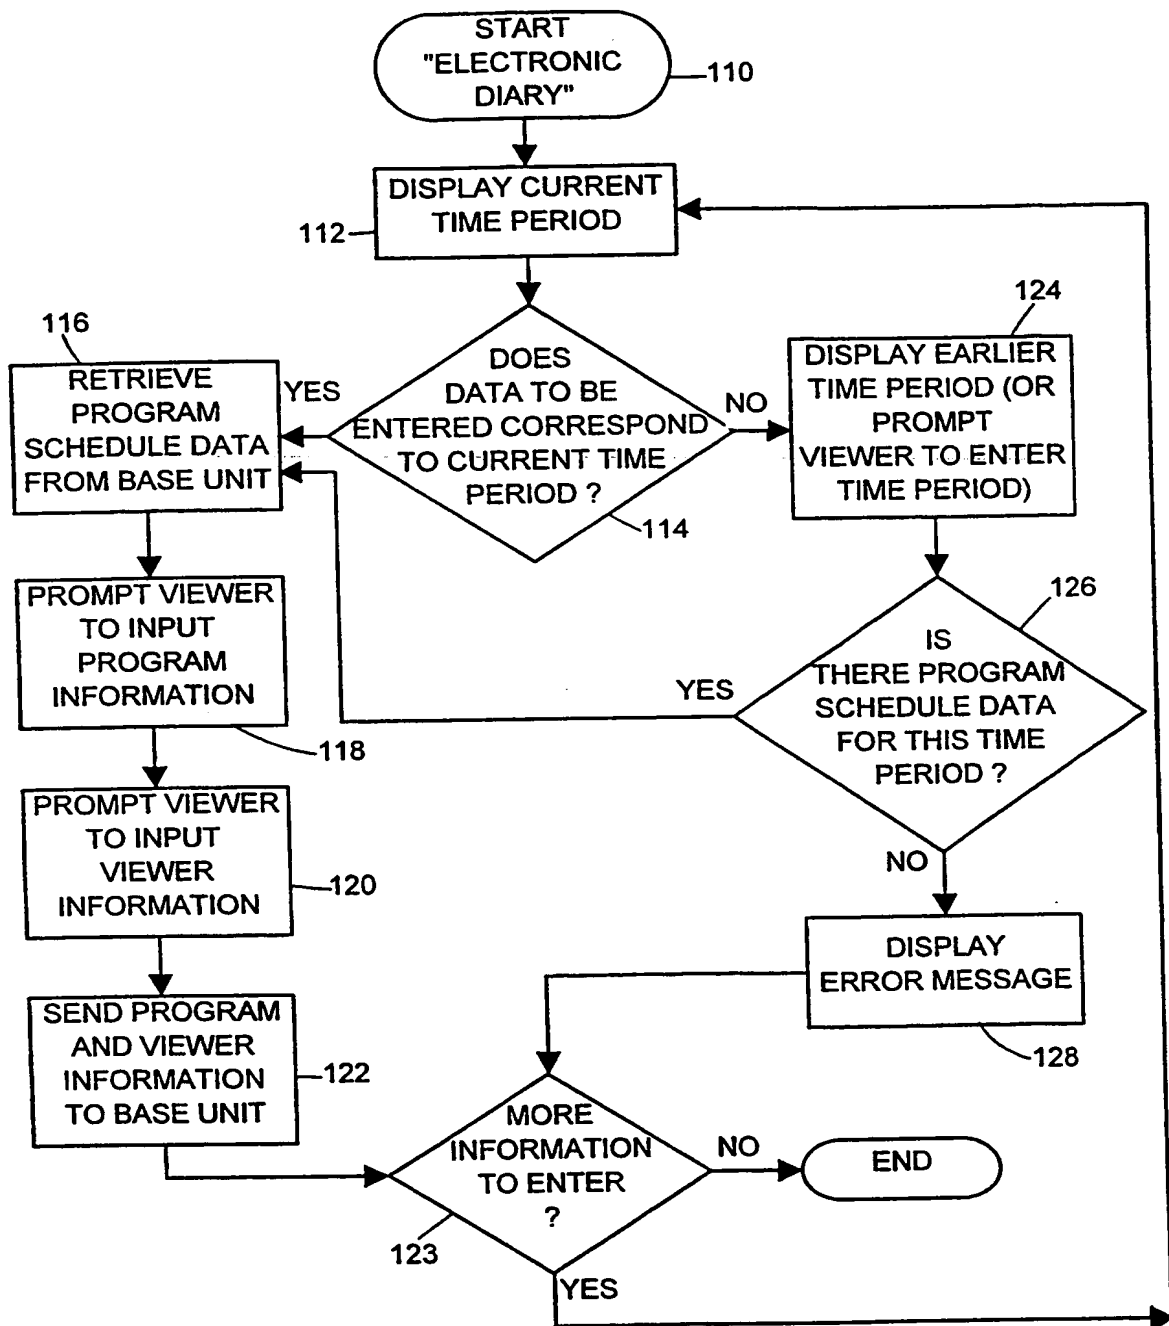 START
"ELECTRONIC
DIARY"
110
DISPLAY CURRENT
TIME PERIOD
112
DOES
DATA TO BE
ENTERED CORRESPOND
TO CURRENT TIME
PERIOD ?
114
YES
NO
116
RETRIEVE
PROGRAM
SCHEDULE DATA
FROM BASE UNIT
124
DISPLAY EARLIER
TIME PERIOD (OR
PROMPT
VIEWER TO ENTER
TIME PERIOD)
PROMPT VIEWER
TO INPUT
PROGRAM
INFORMATION
118
126
IS
THERE PROGRAM
SCHEDULE DATA
FOR THIS TIME
PERIOD ?
YES
NO
PROMPT VIEWER
TO INPUT
VIEWER
INFORMATION
120
DISPLAY
ERROR MESSAGE
128
SEND PROGRAM
AND VIEWER
INFORMATION
TO BASE UNIT
122
MORE
INFORMATION
TO ENTER
?
123
NO
END
YES